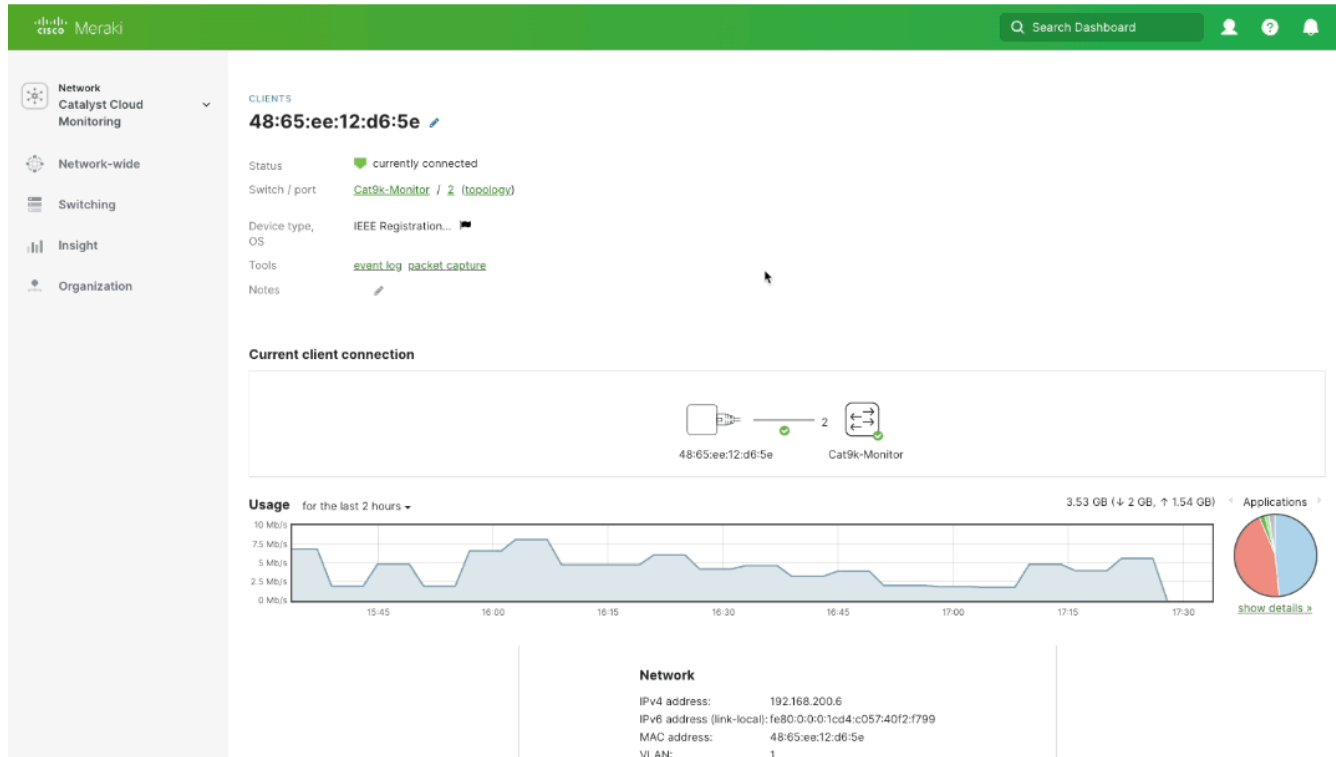 cisco Meraki
Search Dashboard
Network
Catalyst Cloud
Monitoring
Network-wide
Switching
Insight
Organization
CLIENTS
48:65:ee:12:d6:5e
Status currently connected
Switch / port Cat9k-Monitor / 2 (topology)
Device type,
OS
IEEE Registration...
Tools event log packet capture
Notes
Current client connection
2
48:65:ee:12:d6:5e Cat9k-Monitor
Usage for the last 2 hours
3.53 GB (↓ 2 GB, ↑ 1.54 GB)
Applications
10 Mb/s
7.5 Mb/s
5 Mb/s
2.5 Mb/s
0 Mb/s
15:45 16:00 16:15 16:30 16:45 17:00 17:15 17:30
show details »
Network
IPv4 address: 192.168.200.6
IPv6 address (link-local): fe80:0:0:0:1cd4:c057:40f2:f799
MAC address: 48:65:ee:12:d6:5e
VLAN: 1